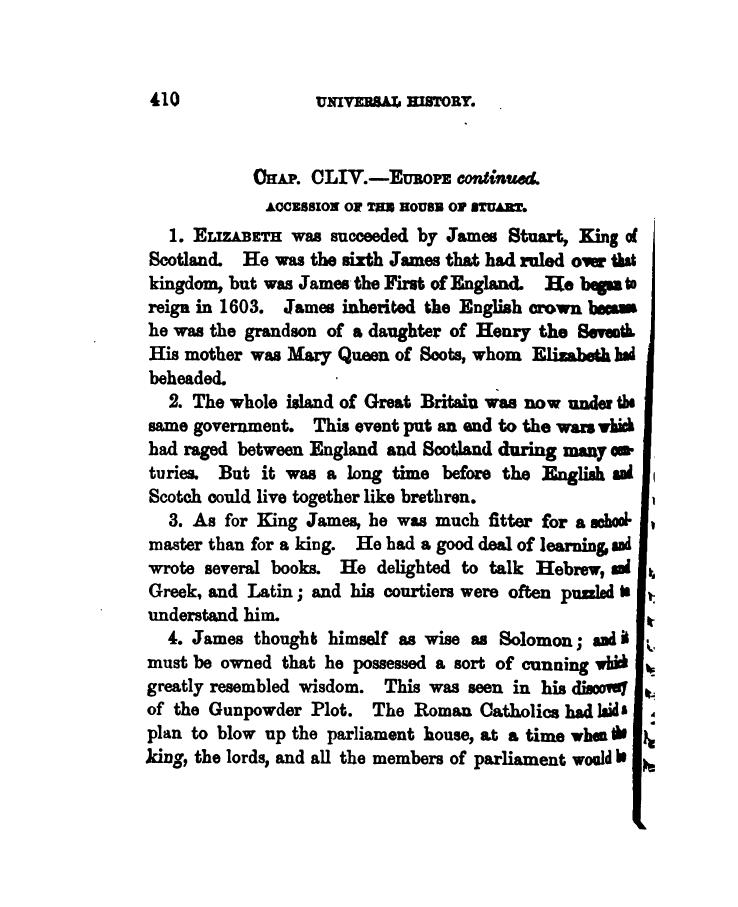 410 UNIVERSAL HISTORY.
CHAP. CLIV.—EUROPE continued.
ACCESSION OF THE HOUSE OF STUART.
1. ELIZABETH was succeeded by James Stuart, King of
Scotland. He was the sixth James that had ruled over that
kingdom, but was James the First of England. He began to
reign in 1603. James inherited the English crown because
he was the grandson of a daughter of Henry the Seventh.
His mother was Mary Queen of Scots, whom Elizabeth had
beheaded.
2. The whole island of Great Britain was now under the
same government. This event put an end to the wars which
had raged between England and Scotland during many cen-
turies. But it was a long time before the English and
Scotch could live together like brethren.
3. As for King James, he was much fitter for a school-
master than for a king. He had a good deal of learning, and
wrote several books. He delighted to talk Hebrew, and
Greek, and Latin; and his courtiers were often puzzled to
understand him.
4. James thought himself as wise as Solomon; and it
must be owned that he possessed a sort of cunning which
greatly resembled wisdom. This was seen in his discovery
of the Gunpowder Plot. The Roman Catholics had laid a
plan to blow up the parliament house, at a time when the
king, the lords, and all the members of parliament would be